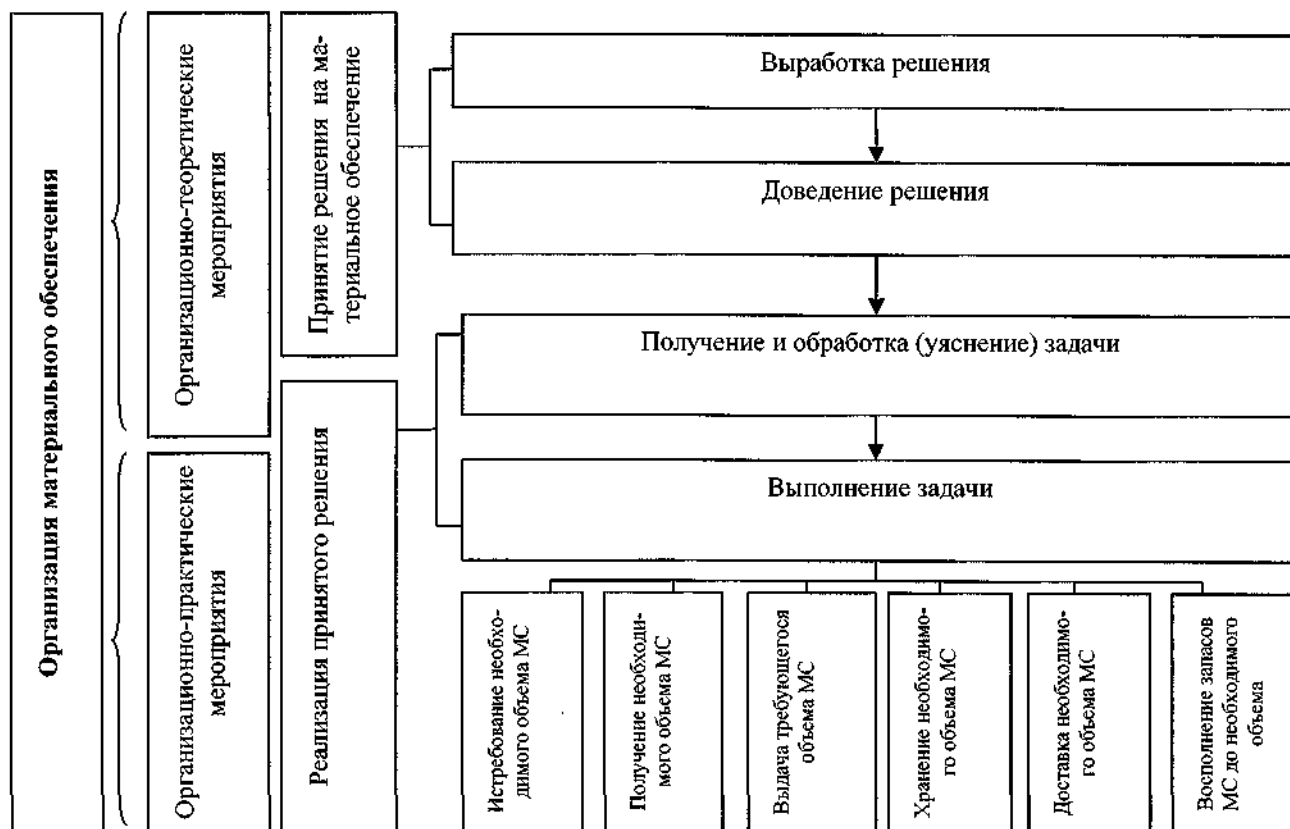 Организация материального обеспечения
Организационно-теоретические
мероприятия
Организационно-практические
мероприятия
Принятие решения на ма-
териальное обеспечение
Реализация принятого решения
Выработка решения
Доведение решения
Получение и обработка (уяснение) задачи
Выполнение задачи
Истребование необхо-
димого объема МС
Получение необходи-
мого объема МС
Выдача требующегося
объема МС
Хранение необходимо-
го объема МС
Доставка необходимо-
го объема МС
Восполнение запасов
МС до необходимого
объема